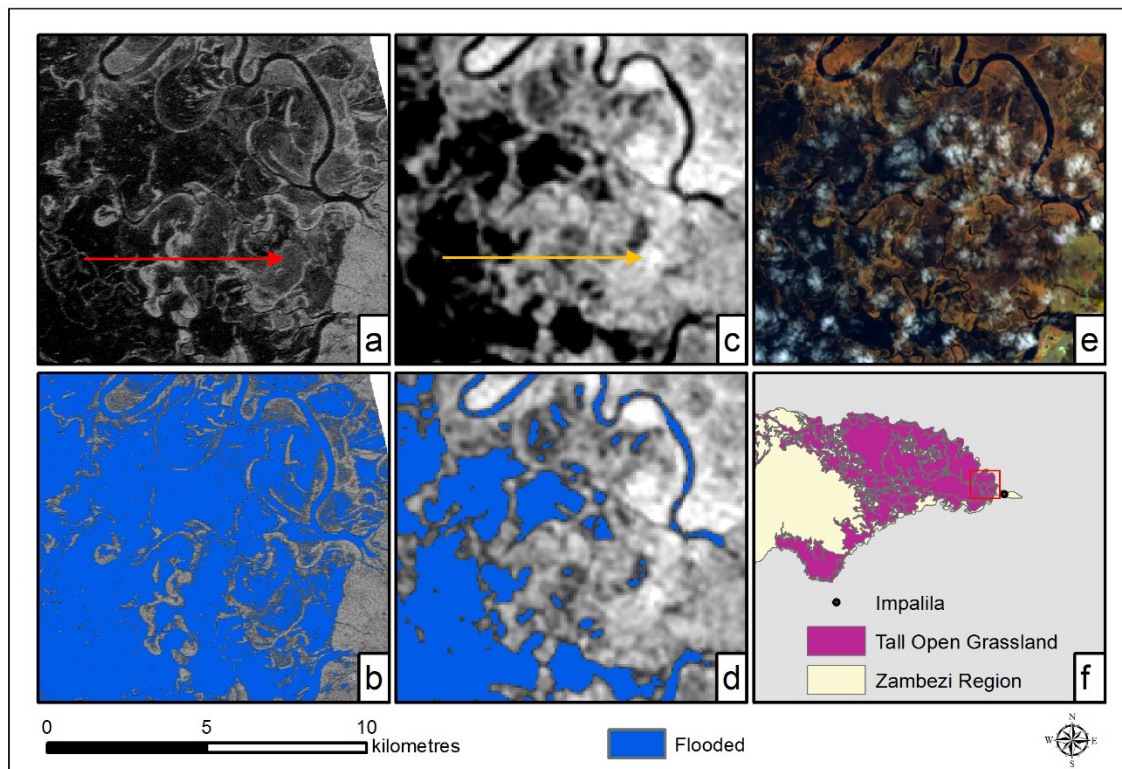 a
c
e
b
d
Impalila
Tall Open Grassland
Zambezi Region
f
0 5 10
kilometres
Flooded
N
W E
S